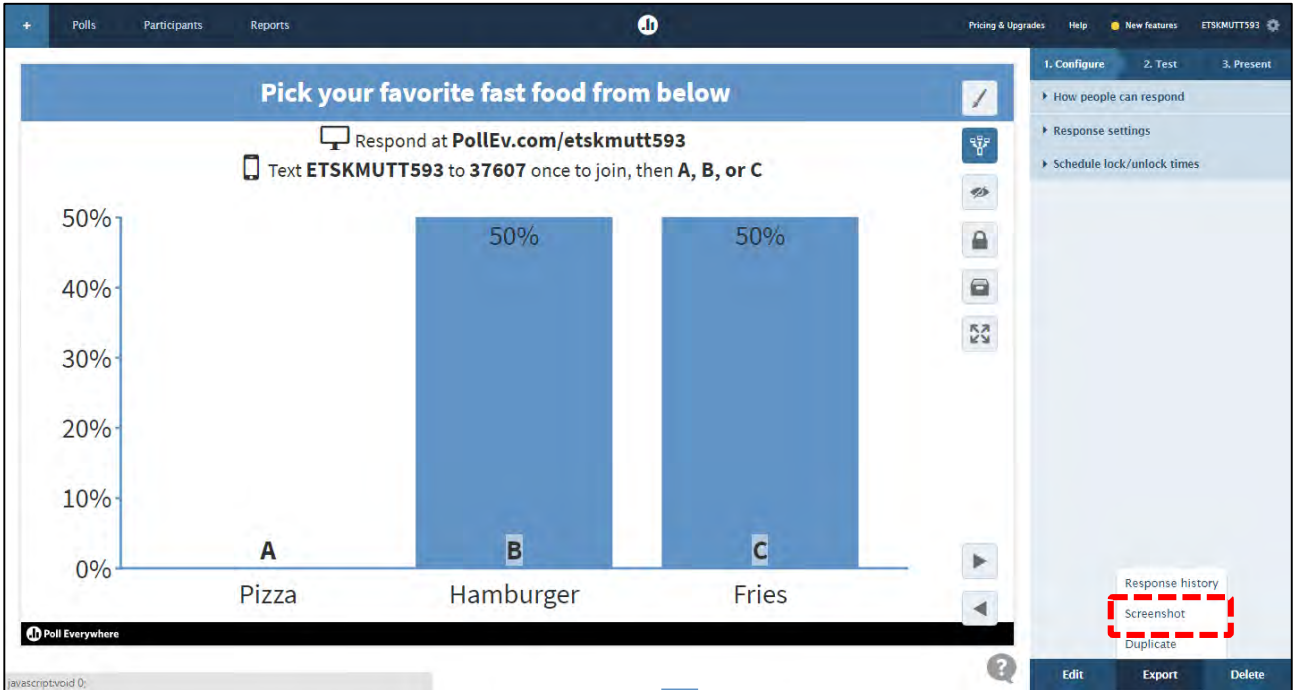 + Polls Participants Reports Pricing & Upgrades Help New features ETSKMUTT593
1. Configure 2. Test 3. Present
How people can respond
Response settings
Schedule lock/unlock times
Pick your favorite fast food from below
Respond at PollEv.com/etskmutt593
Text ETSKMUTT593 to 37607 once to join, then A, B, or C
50%
40%
30%
20%
10%
0%
50% 50%
A B C
Pizza Hamburger Fries
Poll Everywhere
Response history
Screenshot
Duplicate
?
Edit Export Delete
javascript:void 0;